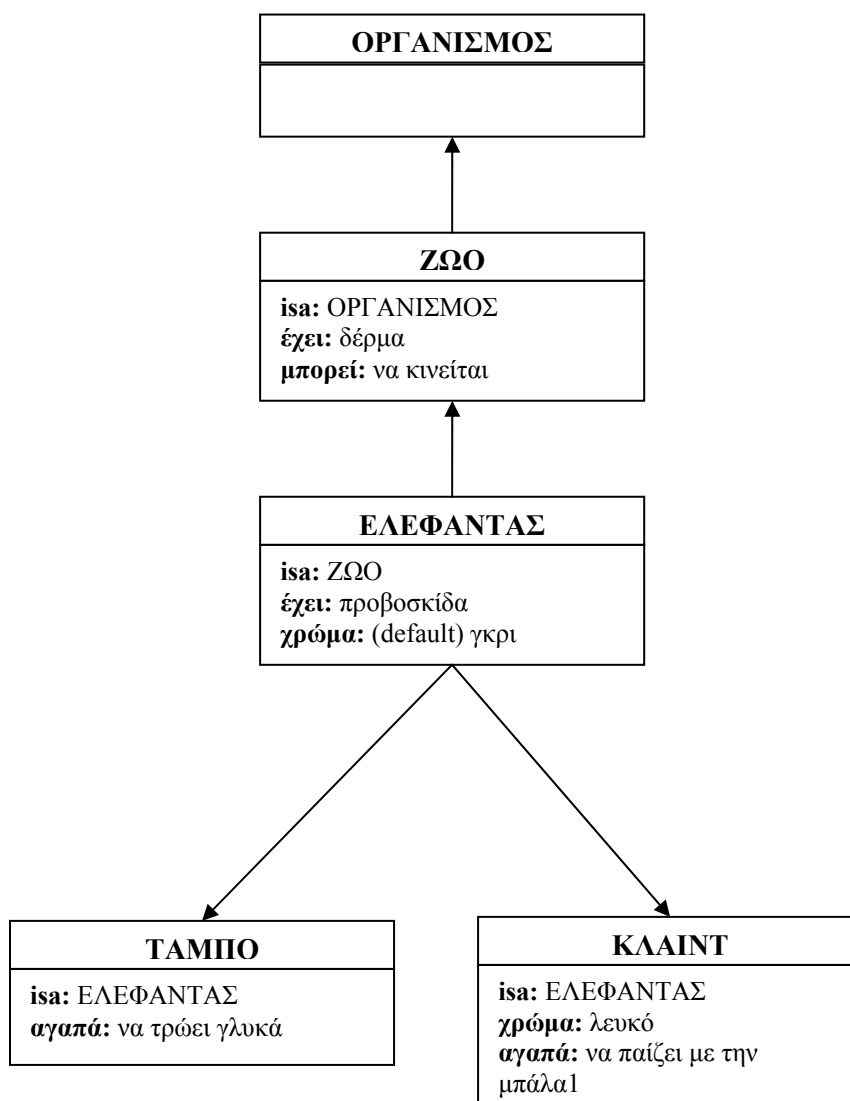 ΟΡΓΑΝΙΣΜΟΣ
ΖΩΟ
isa: ΟΡΓΑΝΙΣΜΟΣ
έχει: δέρμα
μπορεί: να κινείται
ΕΛΕΦΑΝΤΑΣ
isa: ΖΩΟ
έχει: προβοσκίδα
χρώμα: (default) γκρι
ΤΑΜΠΟ
isa: ΕΛΕΦΑΝΤΑΣ
αγαπά: να τρώει γλυκά
ΚΛΑΙΝΤ
isa: ΕΛΕΦΑΝΤΑΣ
χρώμα: λευκό
αγαπά: να παίζει με την
μπάλα1